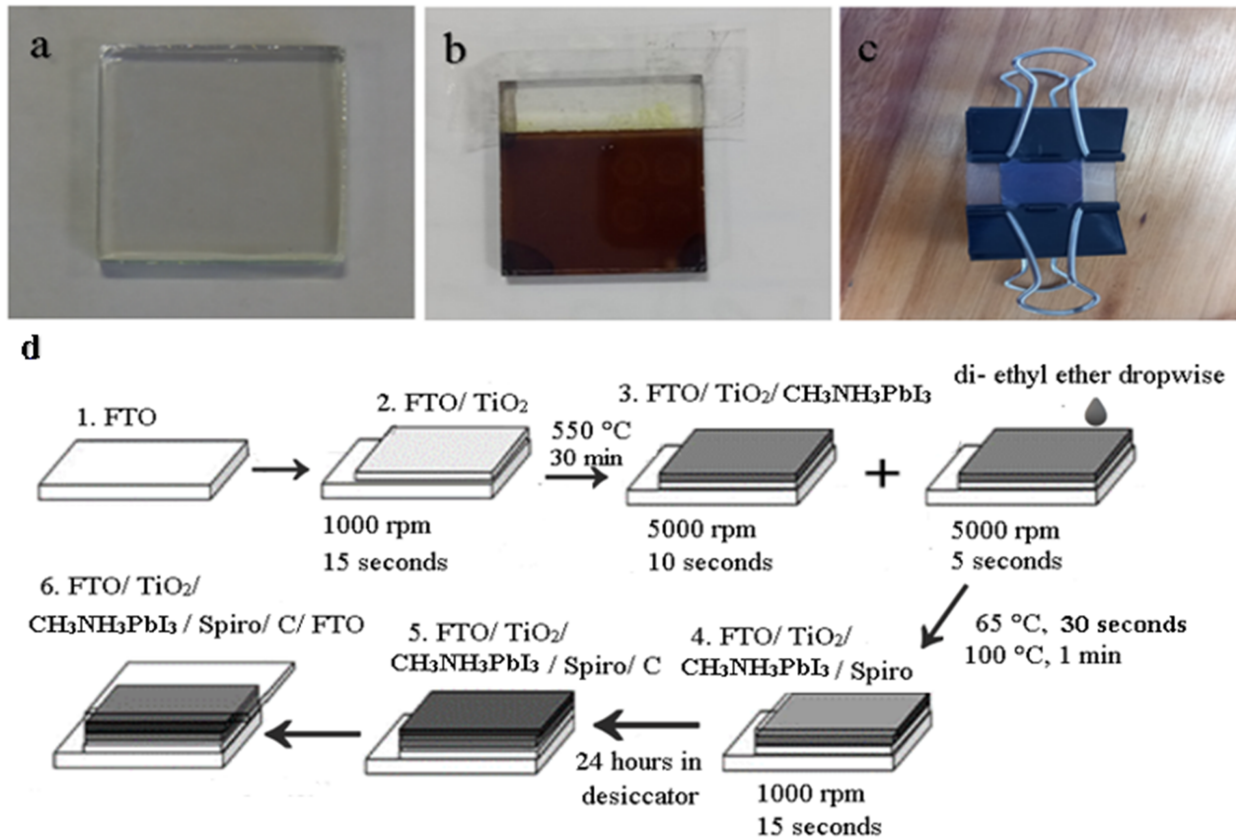 a
b
c
d
1. FTO
2. FTO/ TiO₂
1000 rpm
15 seconds
550 °C
30 min
3. FTO/ TiO₂/ CH₃NH₃PbI₃
5000 rpm
10 seconds
+
di- ethyl ether dropwise
5000 rpm
5 seconds
65 °C, 30 seconds
100 °C, 1 min
4. FTO/ TiO₂/
CH₃NH₃PbI₃ / Spiro
1000 rpm
15 seconds
24 hours in
desiccator
5. FTO/ TiO₂/
CH₃NH₃PbI₃ / Spiro/ C
6. FTO/ TiO₂/
CH₃NH₃PbI₃ / Spiro/ C/ FTO